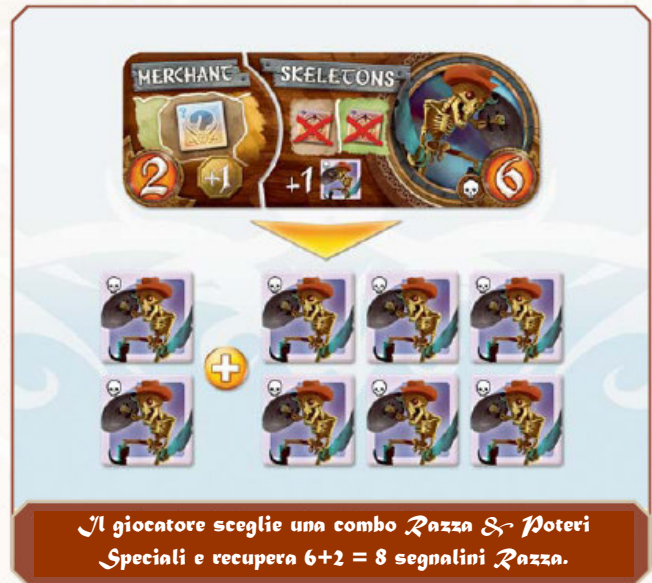 MERCHANT SKELETONS
2 +1 +1 6
Il giocatore sceglie una combo Razza & Poteri
Speciali e recupera 6+2 = 8 segnalini Razza.